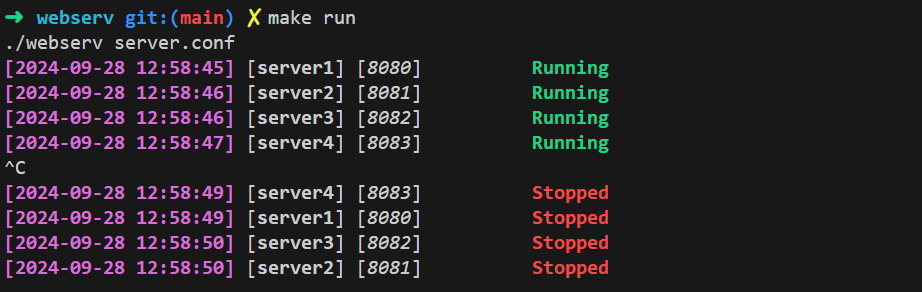 ➜ webserv git:(main) ✗ make run
./webserv server.conf
[2024-09-28 12:58:45] [server1] [8080] Running
[2024-09-28 12:58:46] [server2] [8081] Running
[2024-09-28 12:58:46] [server3] [8082] Running
[2024-09-28 12:58:47] [server4] [8083] Running
^C
[2024-09-28 12:58:49] [server4] [8083] Stopped
[2024-09-28 12:58:49] [server1] [8080] Stopped
[2024-09-28 12:58:50] [server3] [8082] Stopped
[2024-09-28 12:58:50] [server2] [8081] Stopped